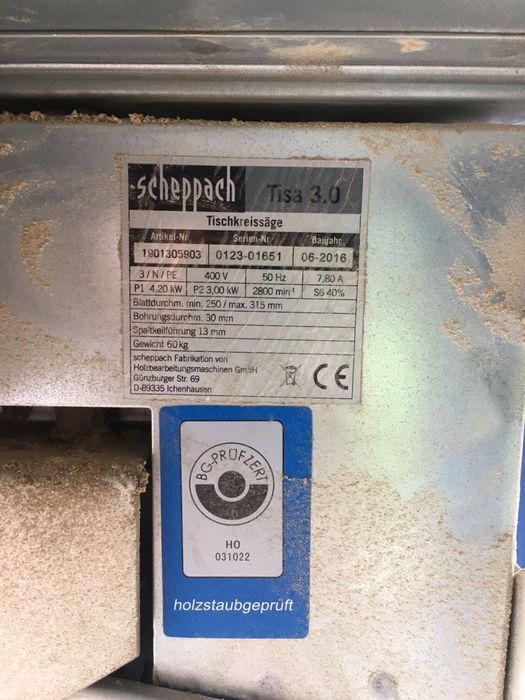 scheppach Tisa 3.0
Tischkreissäge
Artikel-Nr Serien-Nr Baujahr
1901305903 0123-01651 06-2016
3 / N / PE 400 V 50 Hz 7,80 A
P1 4,20 kW P2 3,00 kW 2800 min⁻¹ S6 40%
Blattdurchm. min. 250 / max. 315 mm
Bohrungsdurchm. 30 mm
Spaltkeilführung 13 mm
Gewicht 60 kg
scheppach Fabrikation von
Holzbearbeitungsmaschinen GmbH
Günzburger Str. 69
D-89335 Ichenhausen
CE
BG-PRÜFZERT
HO
031022
holzstaubgeprüft